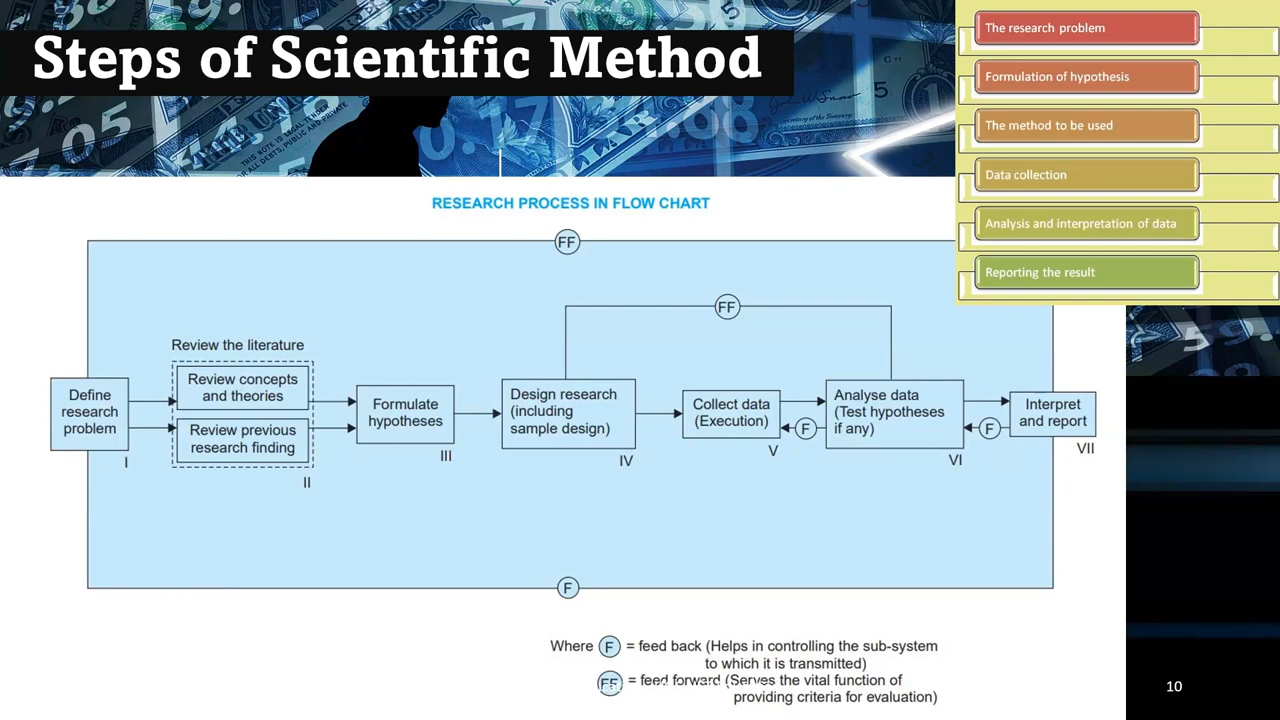 Steps of Scientific Method
The research problem
Formulation of hypothesis
The method to be used
Data collection
Analysis and interpretation of data
Reporting the result
RESEARCH PROCESS IN FLOW CHART
FF
FF
Review the literature
Define
research
problem
I
Review concepts
and theories
Review previous
research finding
II
Formulate
hypotheses
III
Design research
(including
sample design)
IV
Collect data
(Execution)
V
F
Analyse data
(Test hypotheses
if any)
VI
F
Interpret
and report
VII
F
Where F = feed back (Helps in controlling the sub-system
to which it is transmitted)
FF = feed forward (Serves the vital function of
providing criteria for evaluation)
10